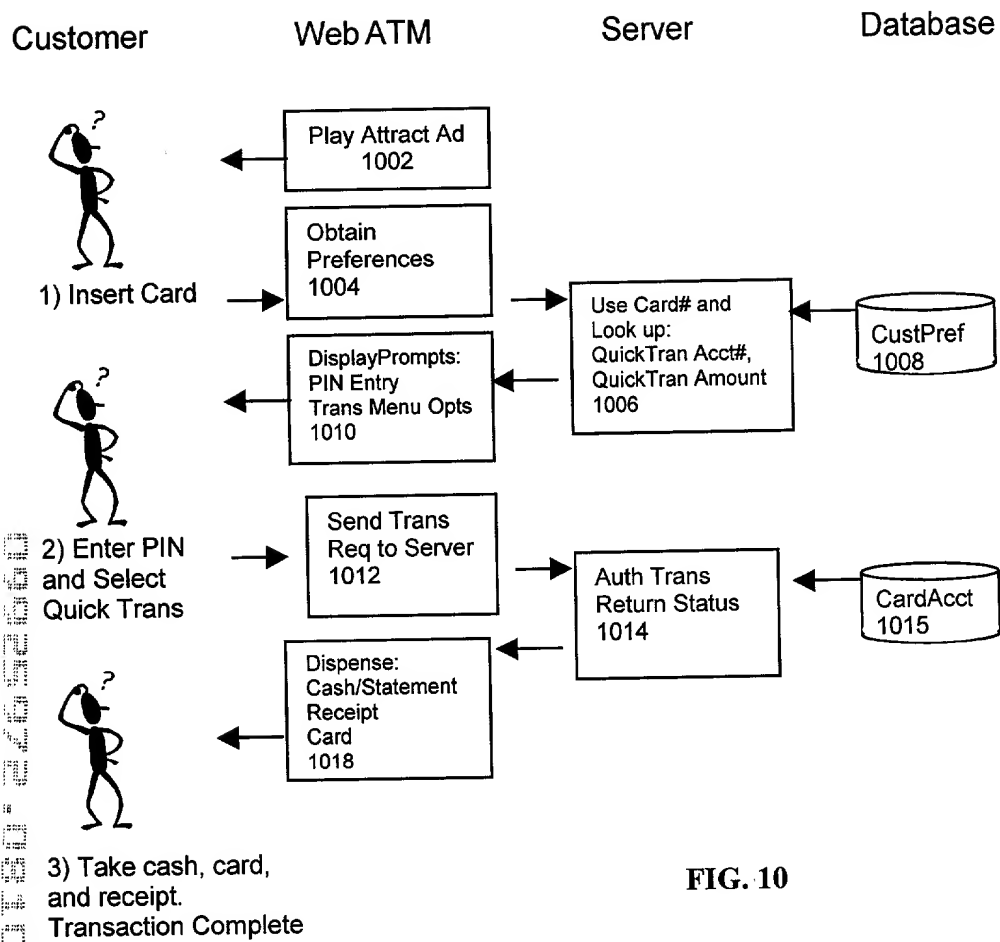 Customer
Web ATM
Server
Database
?
Play Attract Ad
1002
Obtain
Preferences
1004
1) Insert Card
Use Card# and
Look up:
QuickTran Acct#,
QuickTran Amount
1006
CustPref
1008
DisplayPrompts:
PIN Entry
Trans Menu Opts
1010
?
2) Enter PIN
and Select
Quick Trans
Send Trans
Req to Server
1012
Auth Trans
Return Status
1014
CardAcct
1015
Dispense:
Cash/Statement
Receipt
Card
1018
?
3) Take cash, card,
and receipt.
Transaction Complete
FIG. 10